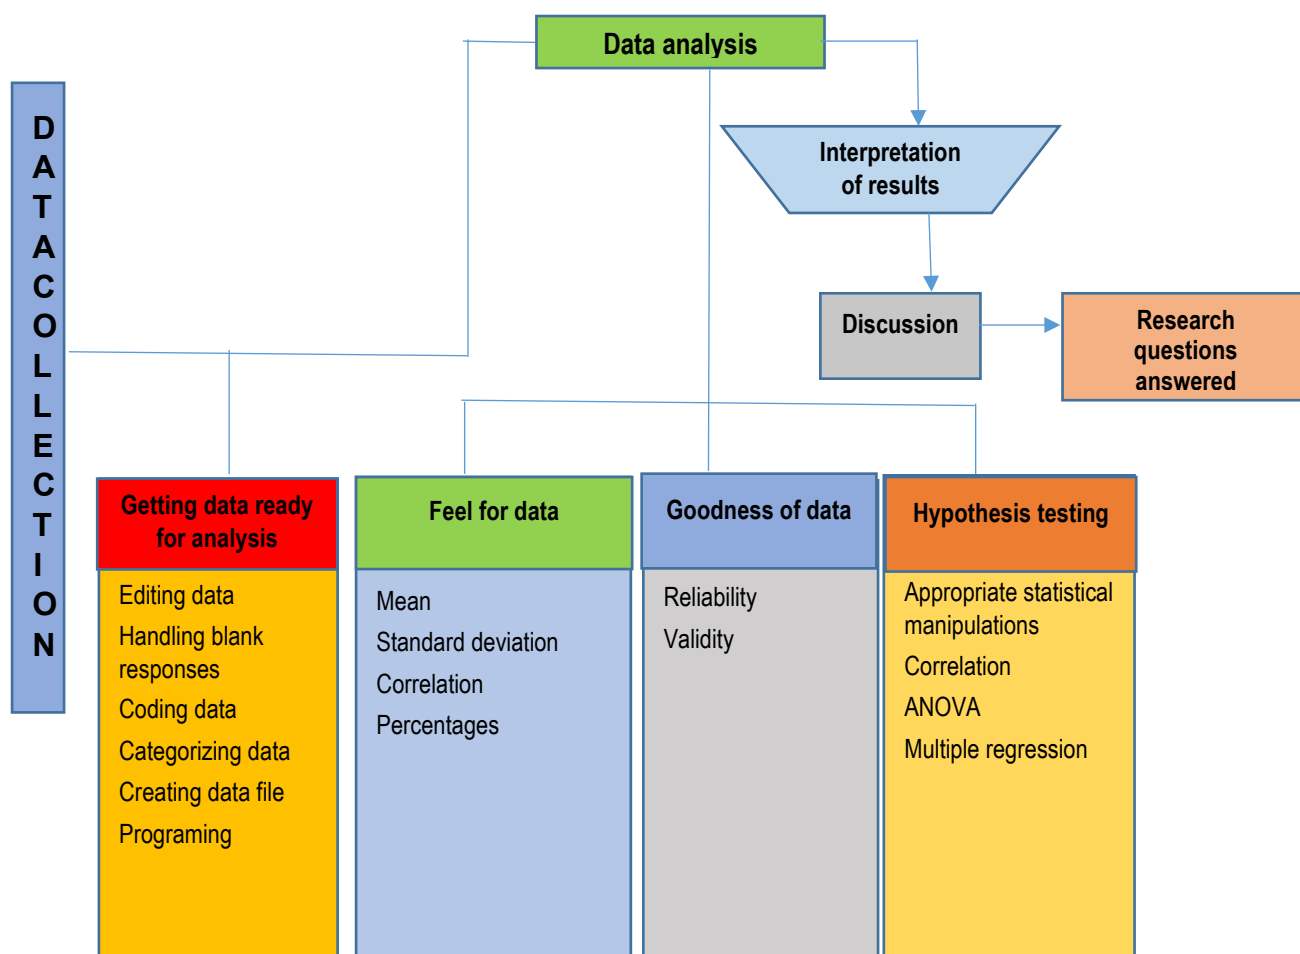 Data analysis
DATACOLLECTION
Interpretation
of results
Discussion
Research
questions
answered
Getting data ready
for analysis
Editing data
Handling blank
responses
Coding data
Categorizing data
Creating data file
Programing
Feel for data
Mean
Standard deviation
Correlation
Percentages
Goodness of data
Reliability
Validity
Hypothesis testing
Appropriate statistical
manipulations
Correlation
ANOVA
Multiple regression